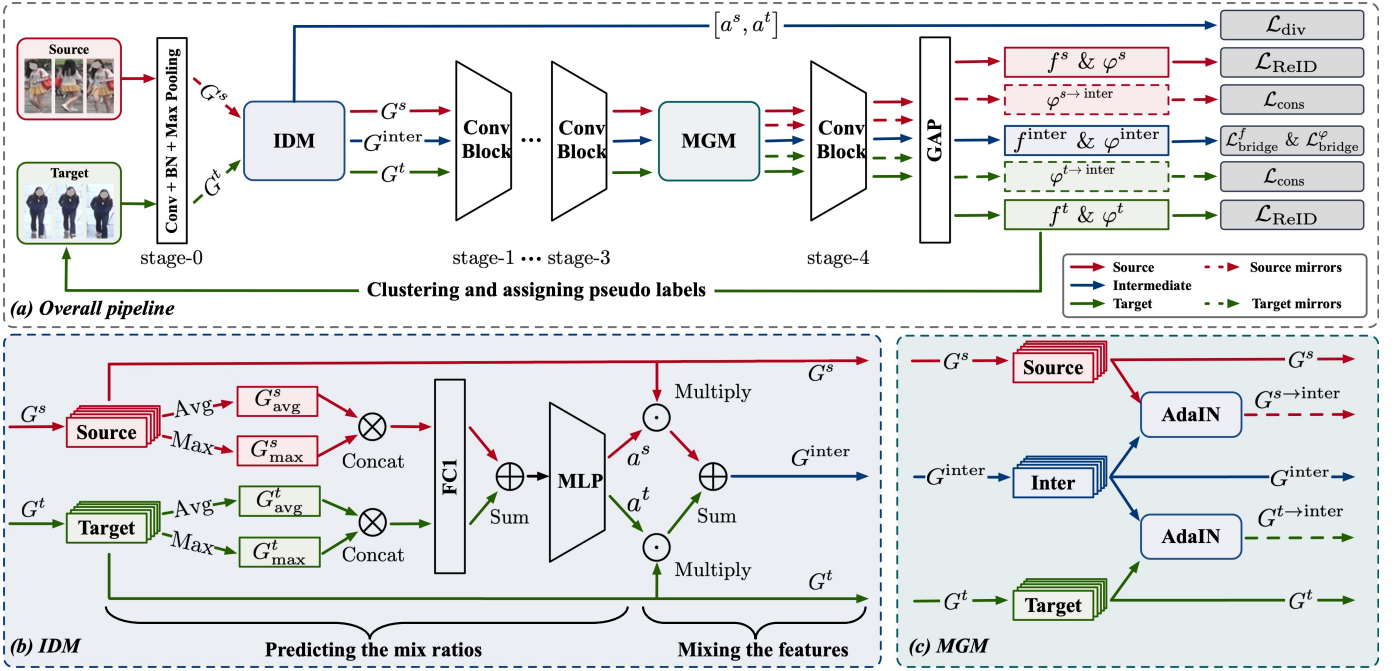 [a^s, a^t]
L_div
Source
Conv + BN + Max Pooling
G^s
G^t
IDM
G^s
G^inter
G^t
Conv Block
...
Conv Block
MGM
Conv Block
GAP
f^s & φ^s
L_ReID
φ^{s→inter}
L_cons
f^inter & φ^inter
L^f_bridge & L^φ_bridge
Target
φ^{t→inter}
L_cons
f^t & φ^t
L_ReID
stage-0
stage-1 ... stage-3
stage-4
Clustering and assigning pseudo labels
(a) Overall pipeline
Source
Source mirrors
Intermediate
Target
Target mirrors
G^s
Multiply
G^s
Source
Avg
G^s_avg
Max
G^s_max
Concat
FC1
Sum
MLP
a^s
a^t
G^inter
Sum
G^t
Target
Avg
G^t_avg
Max
G^t_max
Concat
Multiply
G^t
(b) IDM
Predicting the mix ratios
Mixing the features
G^s
Source
G^s
AdaIN
G^{s→inter}
G^inter
Inter
G^inter
AdaIN
G^{t→inter}
G^t
Target
G^t
(c) MGM